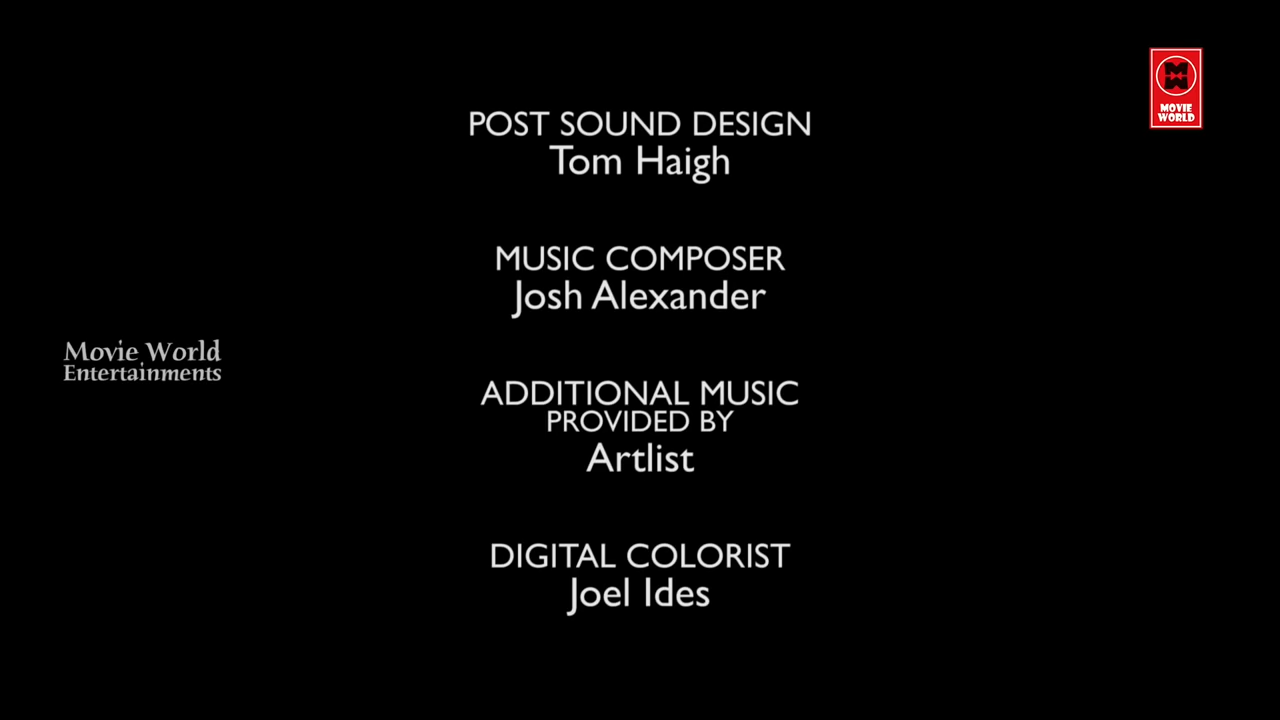 MOVIE
WORLD
POST SOUND DESIGN
Tom Haigh
MUSIC COMPOSER
Josh Alexander
Movie World
Entertainments
ADDITIONAL MUSIC
PROVIDED BY
Artlist
DIGITAL COLORIST
Joel Ides